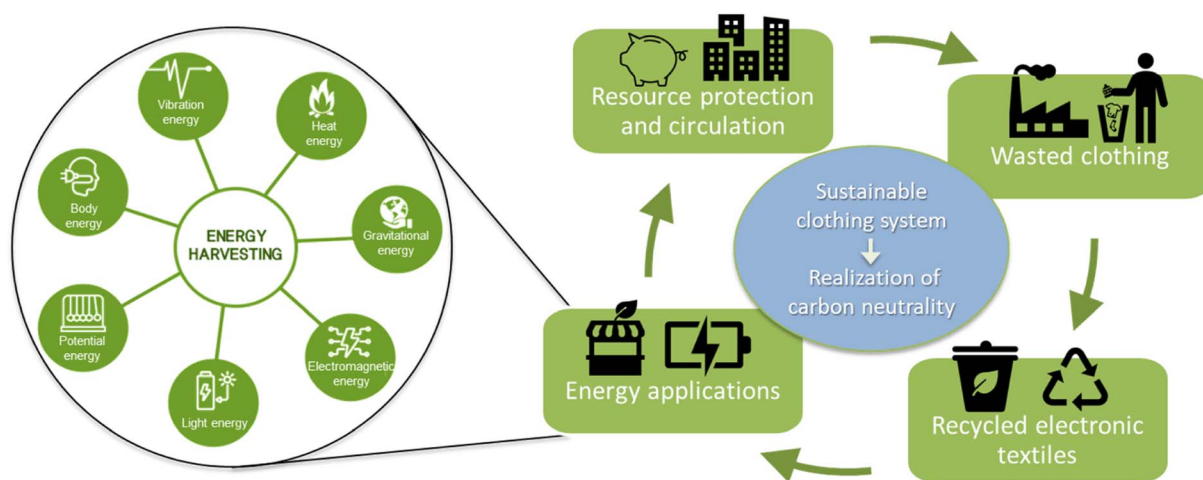 Vibration
energy
Heat
energy
Body
energy
ENERGY
HARVESTING
Gravitational
energy
Potential
energy
Electromagnetic
energy
Light energy
Resource protection
and circulation
Wasted clothing
Sustainable
clothing system
Realization of
carbon neutrality
Energy applications
Recycled electronic
textiles